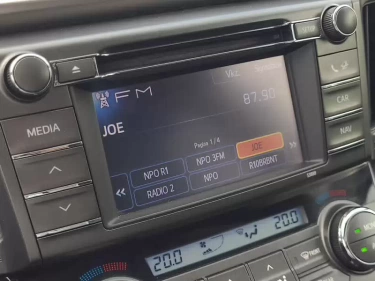 FM
87.90
JOE
Pagina 1/4
NPO R1
NPO 3FM
JOE
RADIO 2
NPO
R10BRENT
MEDIA
CAR
NAV
20.0
20.0